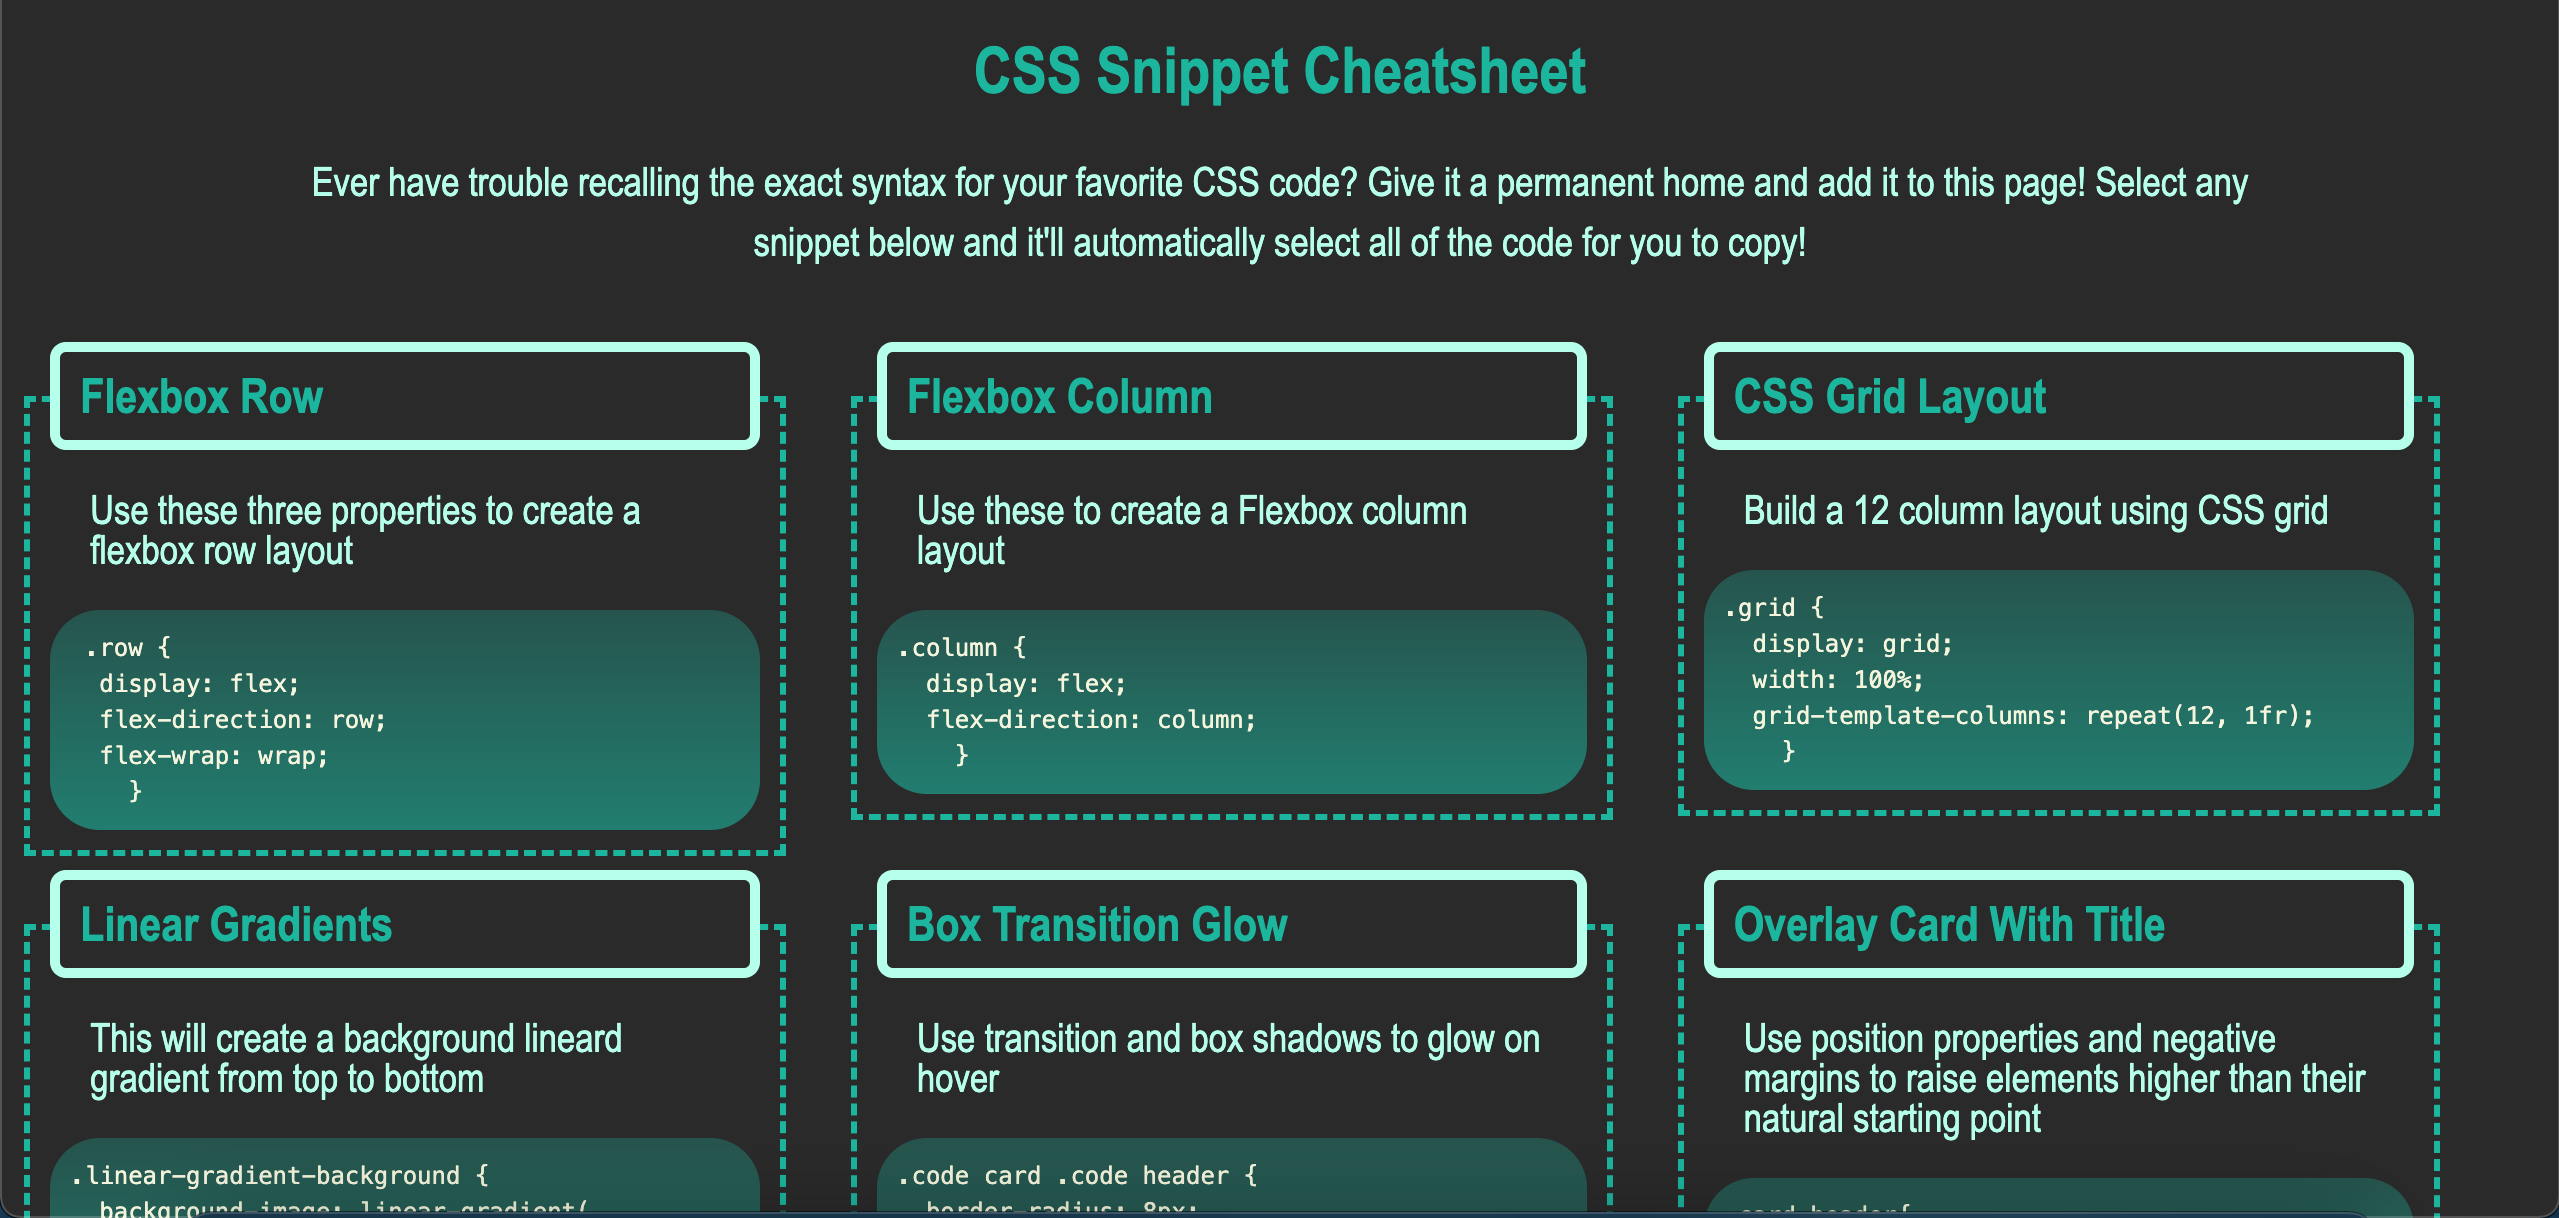 CSS Snippet Cheatsheet
Ever have trouble recalling the exact syntax for your favorite CSS code? Give it a permanent home and add it to this page! Select any
snippet below and it'll automatically select all of the code for you to copy!
Flexbox Row
Use these three properties to create a
flexbox row layout
.row {
display: flex;
flex-direction: row;
flex-wrap: wrap;
}
Flexbox Column
Use these to create a Flexbox column
layout
.column {
display: flex;
flex-direction: column;
}
CSS Grid Layout
Build a 12 column layout using CSS grid
.grid {
display: grid;
width: 100%;
grid-template-columns: repeat(12, 1fr);
}
Linear Gradients
This will create a background lineard
gradient from top to bottom
.linear-gradient-background {
background-image: linear-gradient(
Box Transition Glow
Use transition and box shadows to glow on
hover
.code card .code header {
border-radius: 8px;
Overlay Card With Title
Use position properties and negative
margins to raise elements higher than their
natural starting point
card header{